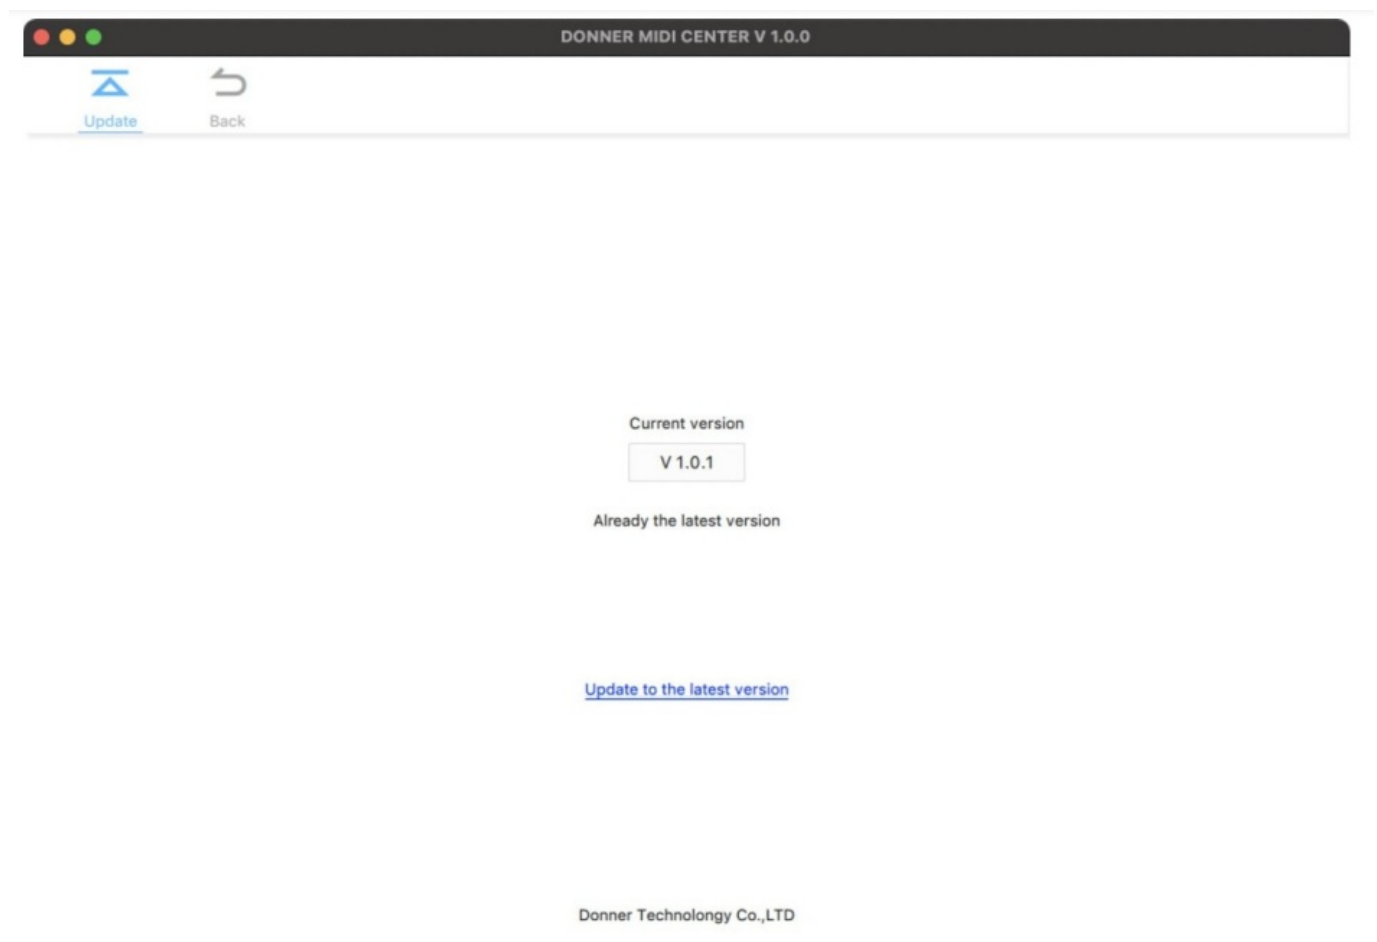 DONNER MIDI CENTER V 1.0.0
Update Back
Current version
V 1.0.1
Already the latest version
Update to the latest version
Donner Technolongy Co.,LTD